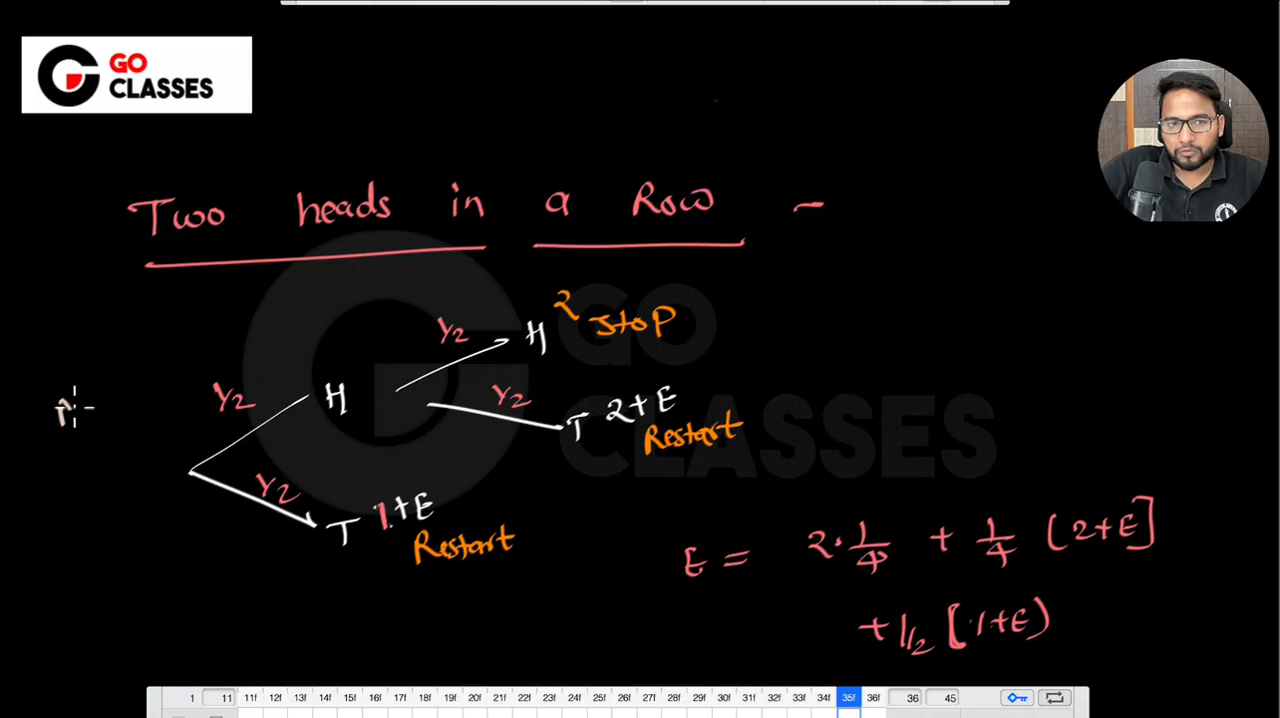 GO
CLASSES
Two heads in a Row -
GO
CLASSES
1/2 H 2 Stop
1/2 H 1/2 T 2+E
Restart
1/2 T 1+E
Restart
E = 2·1/4 + 1/4 [2+E]
+ 1/2 [1+E)
1 11 11f 12f 13f 14f 15f 16f 17f 18f 19f 20f 21f 22f 23f 24f 25f 26f 27f 28f 29f 30f 31f 32f 33f 34f 35f 36f 36 45